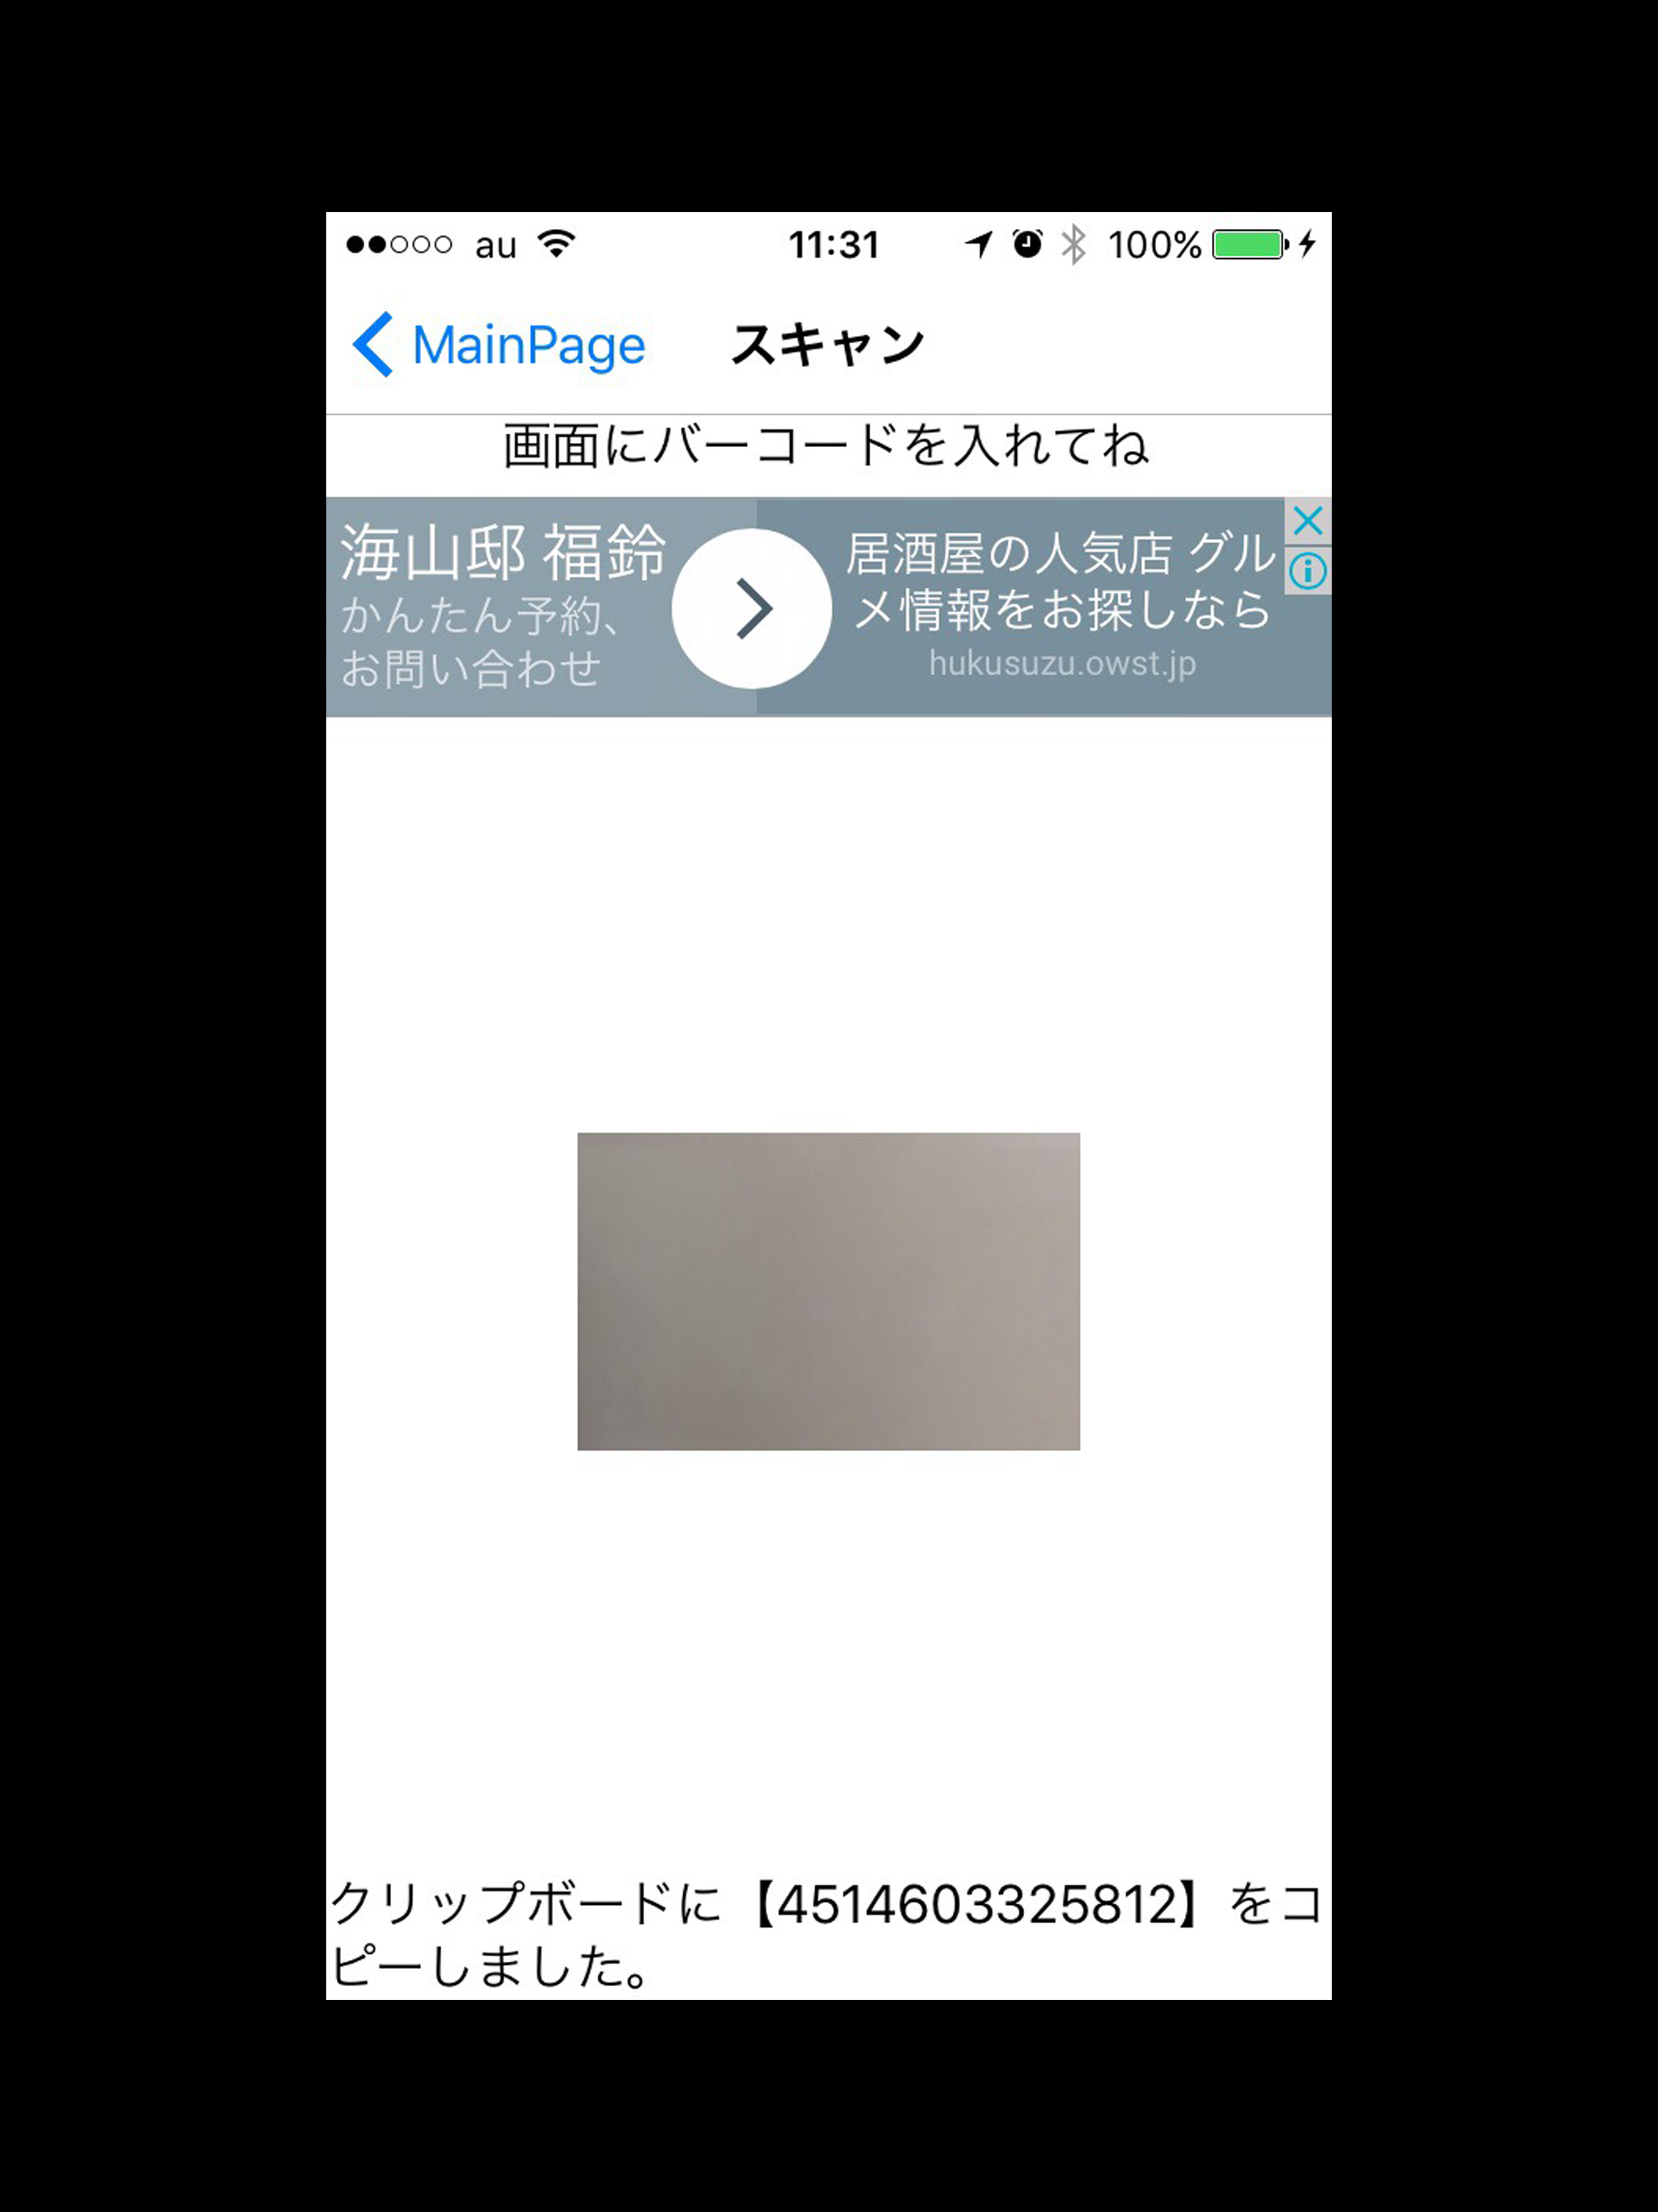 au 11:31 100%
MainPage スキャン
画面にバーコードを入れてね
海山邸 福鈴
かんたん予約、
お問い合わせ
居酒屋の人気店 グル
メ情報をお探しなら
hukusuzu.owst.jp
クリップボードに【4514603325812】をコ
ピーしました。